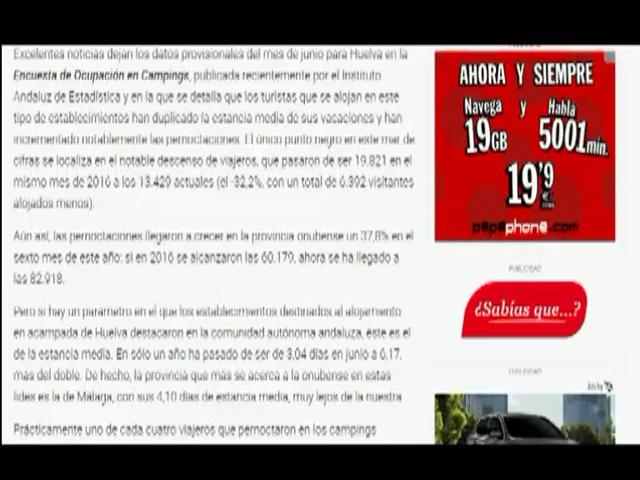 Excelentes noticias dejan los datos provisionales del mes de junio para Huelva en la
Encuesta de Ocupación en Campings, publicada recientemente por el Instituto
Andaluz de Estadística y en la que se detalla que los turistas que se alojan en este
tipo de establecimientos han duplicado la estancia media de sus vacaciones y han
incrementado notablemente las pernoctaciones. El único punto negro en este mar de
cifras se localiza en el notable descenso de viajeros, que pasaron de ser 19.821 en el
mismo mes de 2016 a los 13.429 actuales (el -32,2%, con un total de 6.392 visitantes
alojados menos).
Aún así, las pernoctaciones llegaron a crecer en la provincia onubense un 37,8% en el
sexto mes de este año: si en 2016 se alcanzaron las 60.179, ahora se ha llegado a
las 82.918.
Pero si hay un parámetro en el que los establecimientos destinados al alojamiento
en acampada de Huelva destacaron en la comunidad autónoma andaluza, éste es el
de la estancia media. En sólo un año ha pasado de ser de 3,04 días en junio a 6,17,
más del doble. De hecho, la provincia que más se acerca a la onubense en estas
lides es la de Málaga, con sus 4,10 días de estancia media, muy lejos de la nuestra
Prácticamente uno de cada cuatro viajeros que pernoctaron en los campings
AHORA Y SIEMPRE
Navega y Habla
19GB 5001min.
19'9
pepephone.com
PUBLICIDAD
¿Sabías que...?
PUBLICIDAD